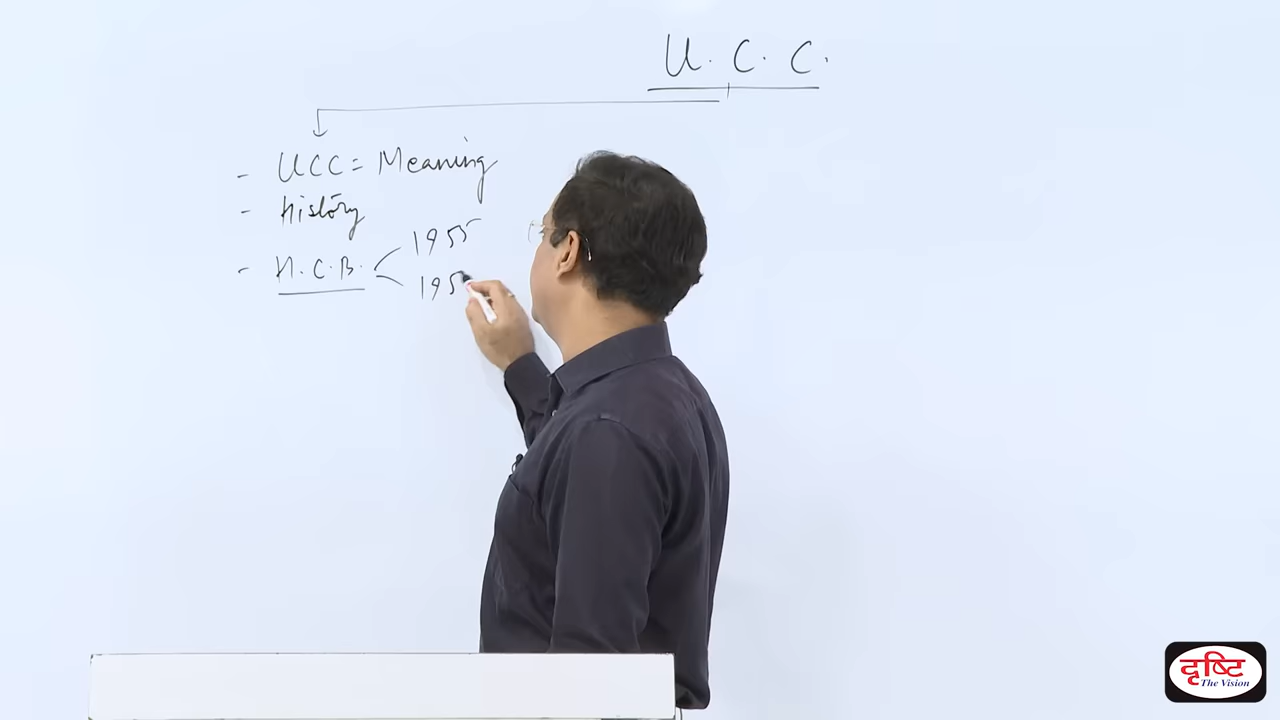 U. C. C.
- UCC = Meaning
- History
- H.C.B. 1955
195
दृष्टि
The Vision